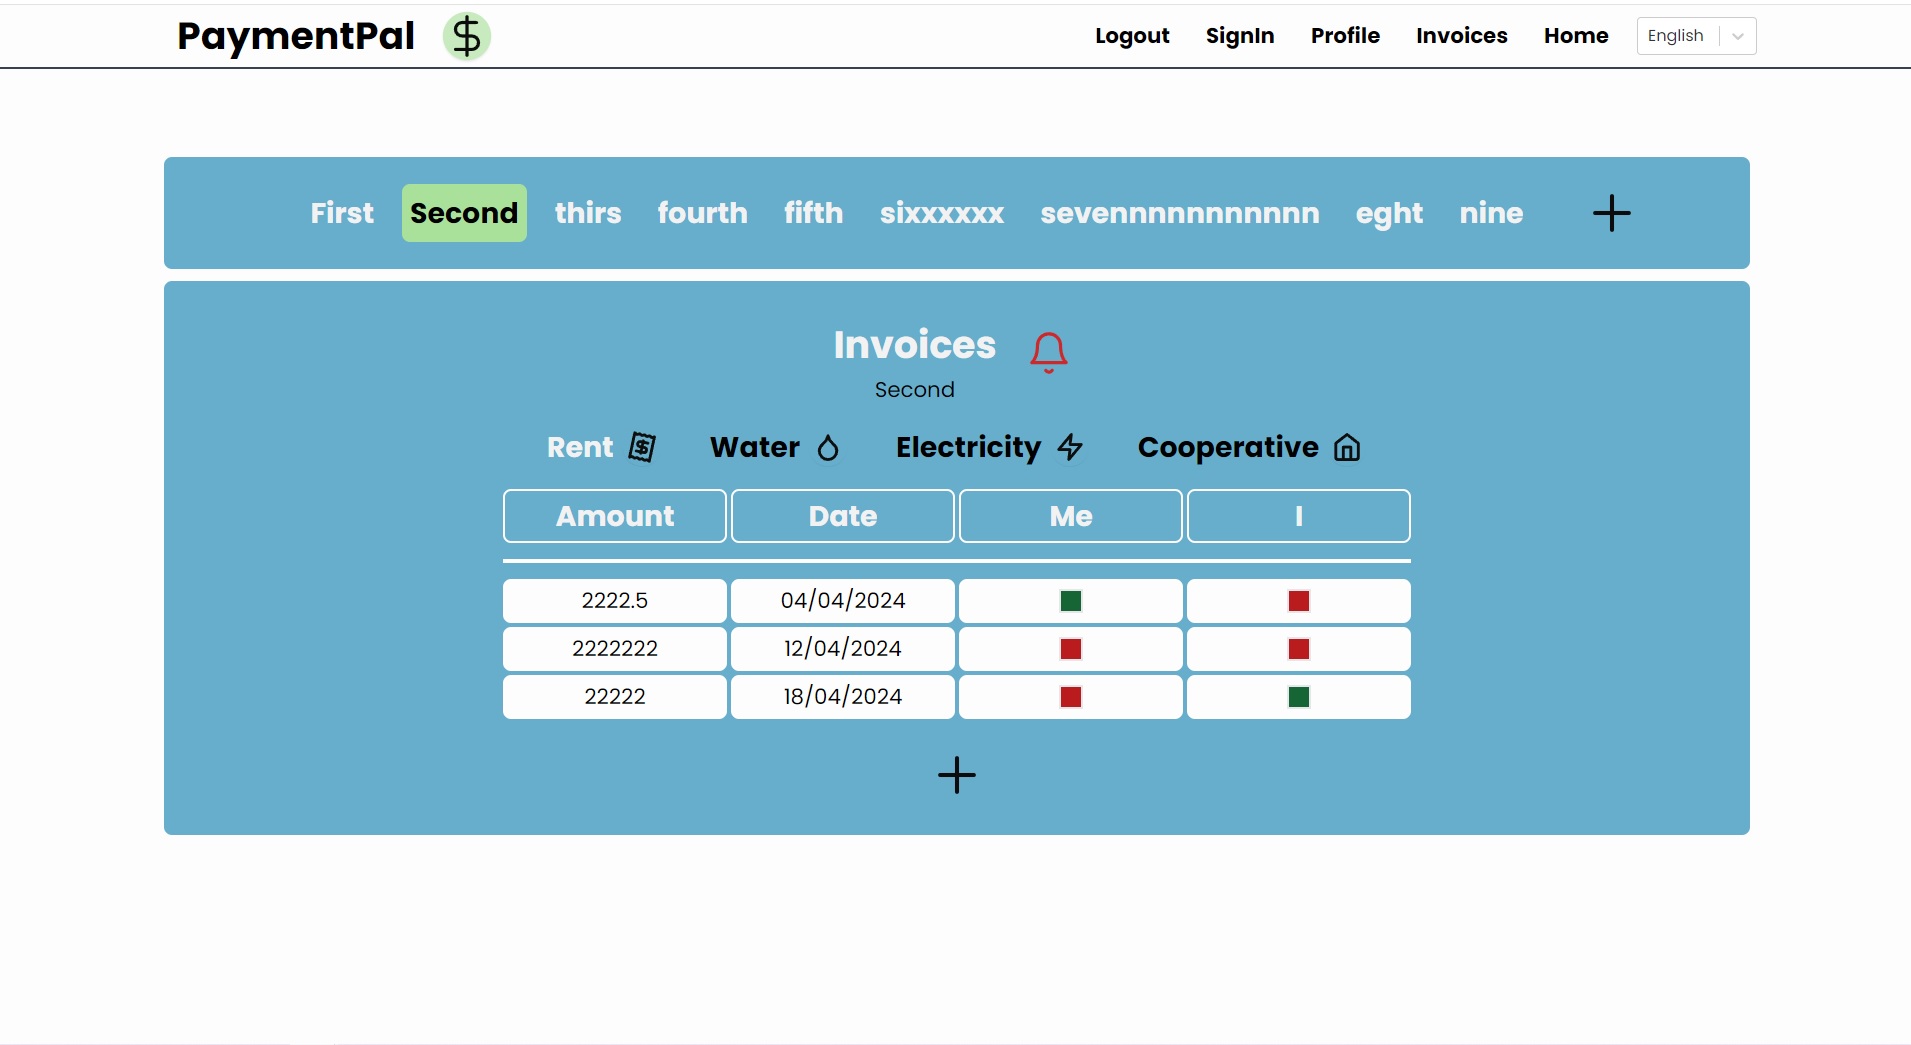 PaymentPal $ Logout SignIn Profile Invoices Home English
First Second thirs fourth fifth sixxxxxx sevennnnnnnnnnn eght nine
Invoices
Second
Rent $ Water Electricity Cooperative
Amount Date Me I
2222.5 04/04/2024
2222222 12/04/2024
22222 18/04/2024